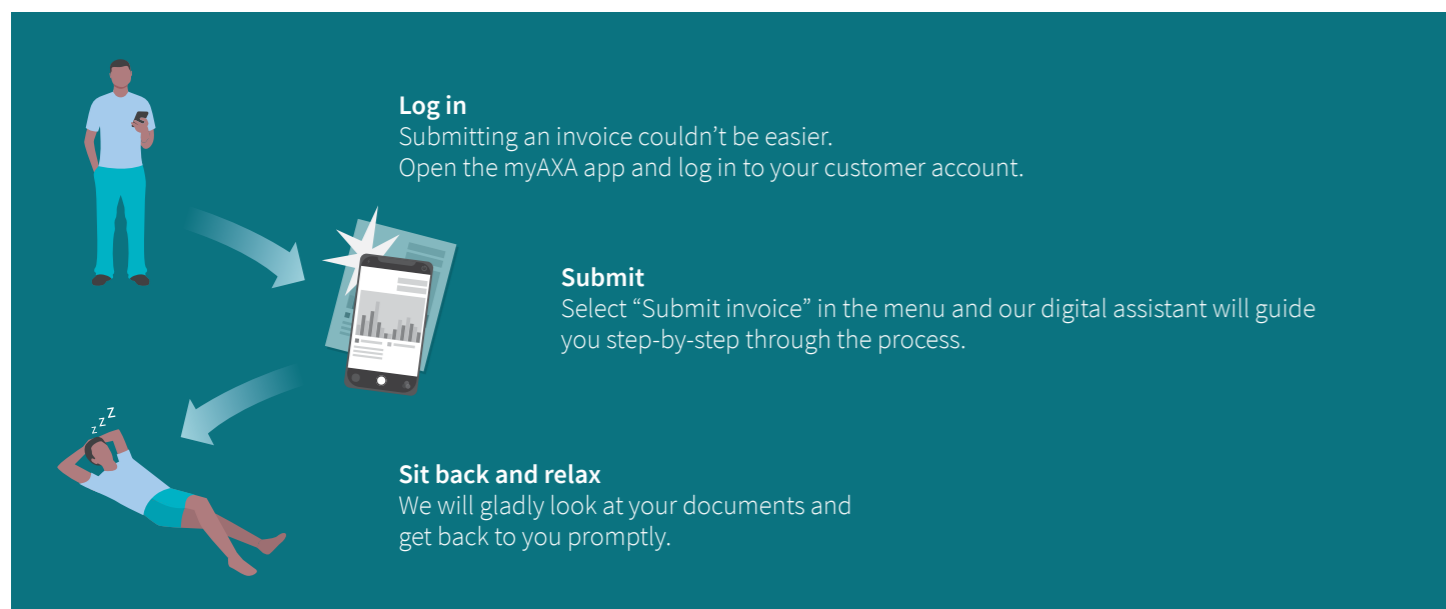 Log in
Submitting an invoice couldn’t be easier.
Open the myAXA app and log in to your customer account.
Submit
Select “Submit invoice” in the menu and our digital assistant will guide
you step-by-step through the process.
z z Z
Sit back and relax
We will gladly look at your documents and
get back to you promptly.